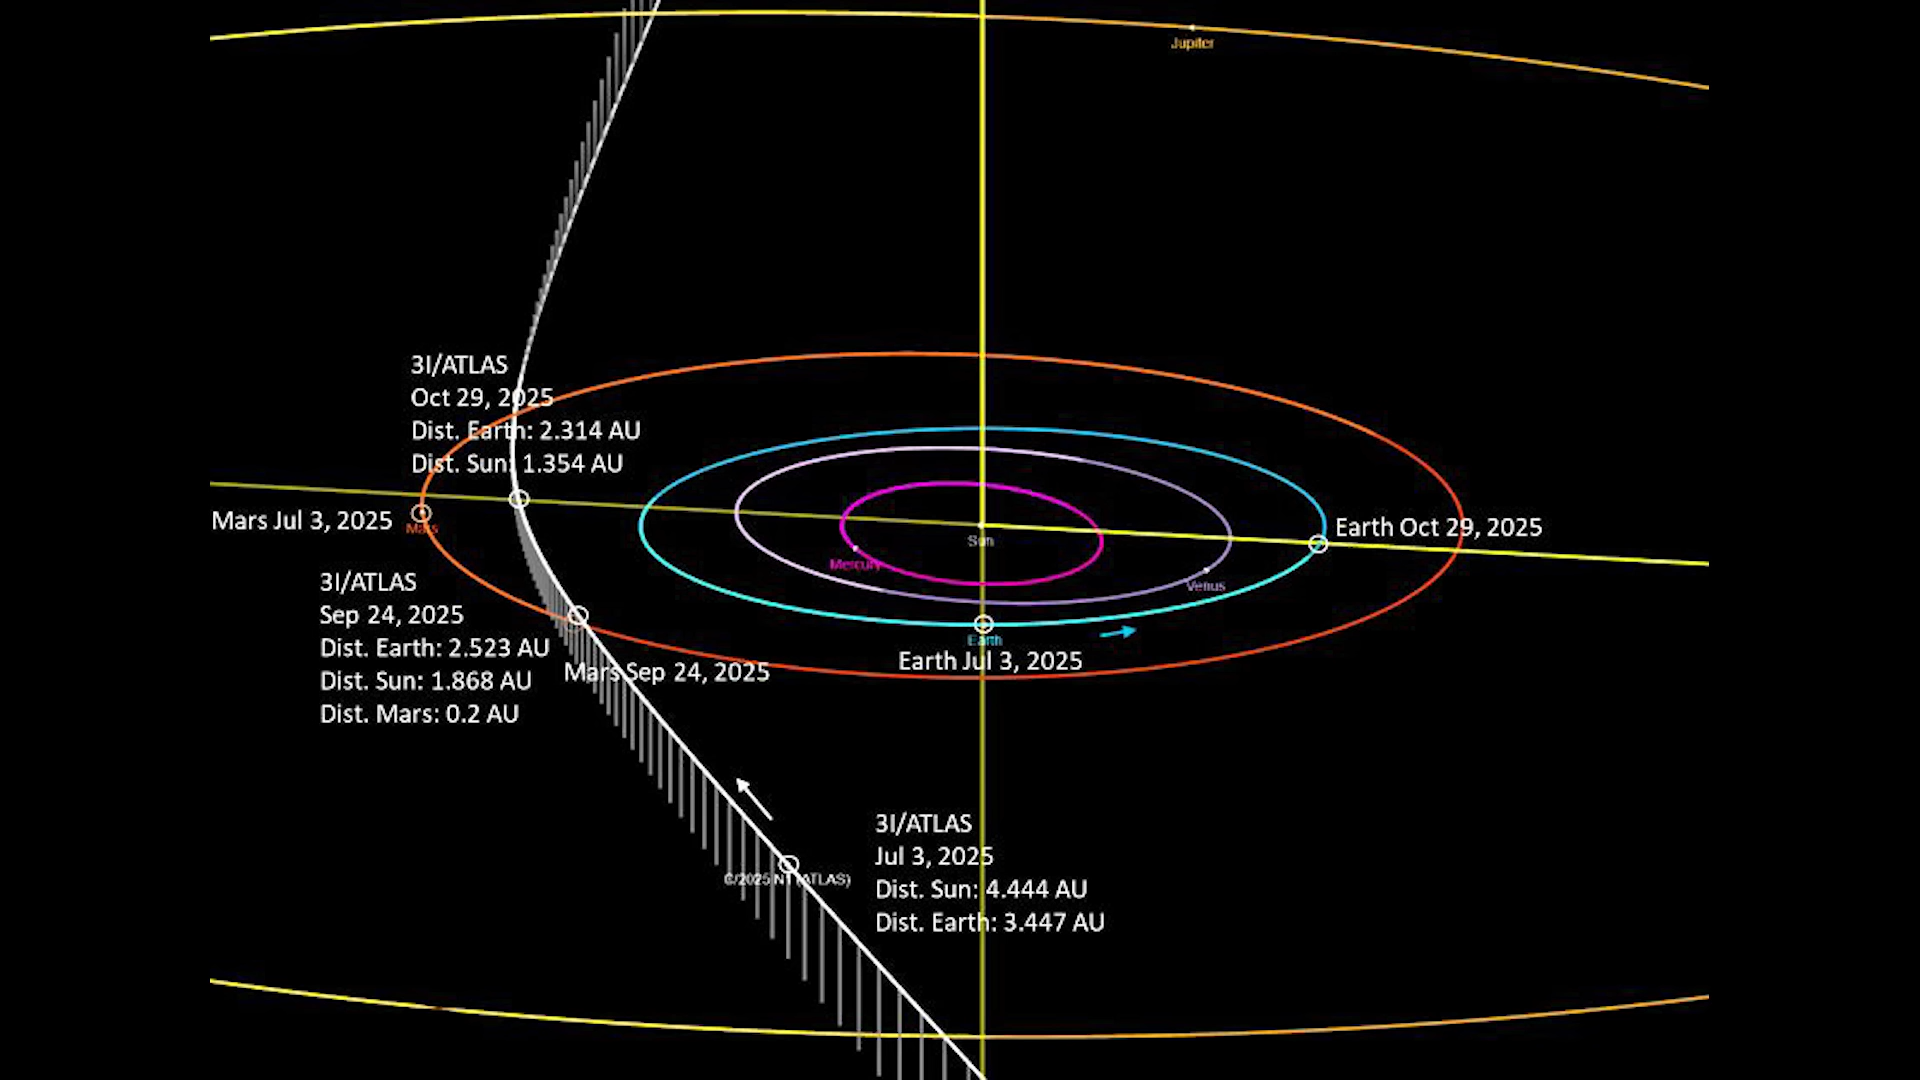 Jupiter
3I/ATLAS
Oct 29, 2025
Dist. Earth: 2.314 AU
Dist. Sun: 1.354 AU
Mars Jul 3, 2025
Mars
Earth Oct 29, 2025
Sun
Mercury
Venus
3I/ATLAS
Sep 24, 2025
Dist. Earth: 2.523 AU
Dist. Sun: 1.868 AU
Dist. Mars: 0.2 AU
Mars Sep 24, 2025
Earth
Earth Jul 3, 2025
3I/ATLAS
Jul 3, 2025
Dist. Sun: 4.444 AU
Dist. Earth: 3.447 AU
C/2025 N1 (ATLAS)